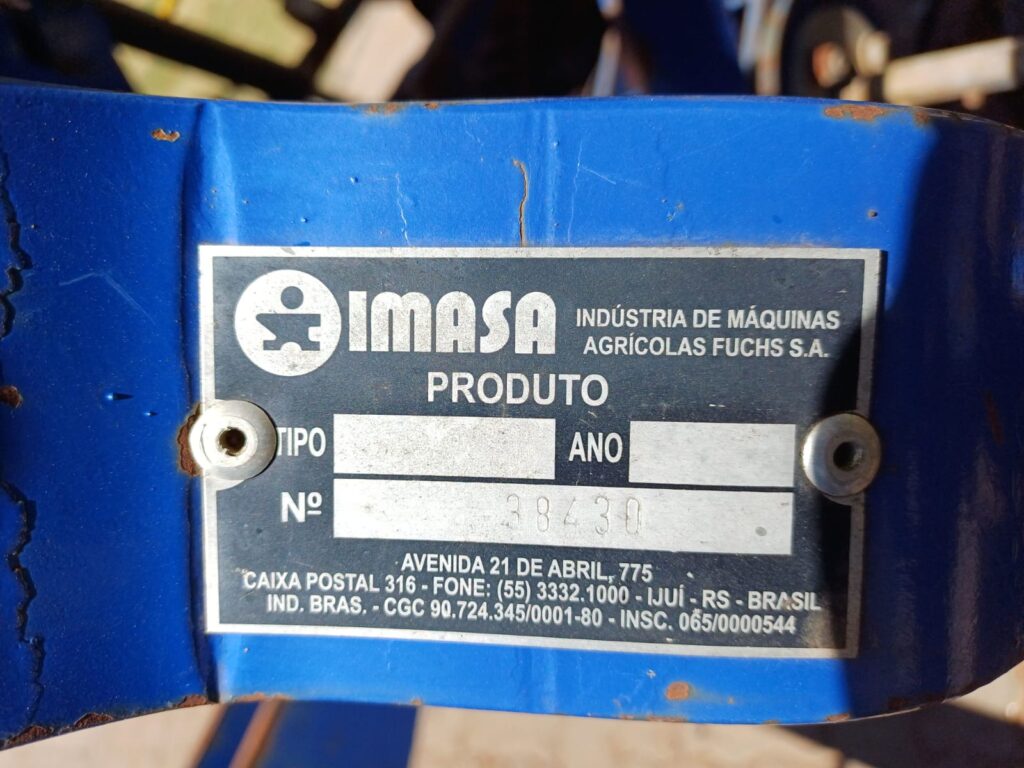 IMASA
INDÚSTRIA DE MÁQUINAS
AGRÍCOLAS FUCHS S.A.
PRODUTO
TIPO ANO
Nº 38430
AVENIDA 21 DE ABRIL, 775
CAIXA POSTAL 316 - FONE: (55) 3332.1000 - IJUÍ - RS - BRASIL
IND. BRAS. - CGC 90.724.345/0001-80 - INSC. 065/0000544